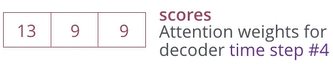 13 9 9
scores
Attention weights for
decoder time step #4